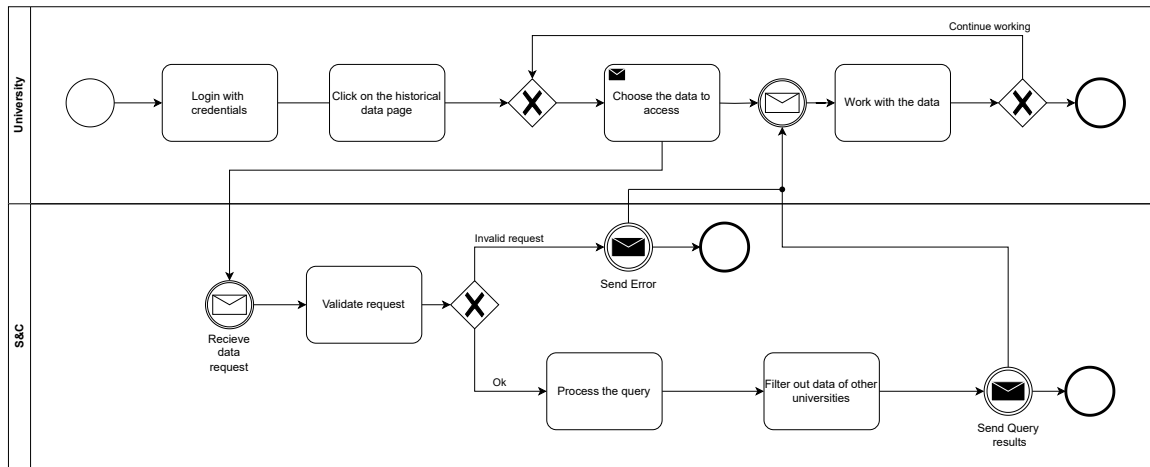 University
Continue working
Login with
credentials
Click on the historical
data page
Choose the data to
access
Work with the data
S&C
Invalid request
Send Error
Recieve
data
request
Validate request
Ok
Process the query
Filter out data of other
universities
Send Query
results